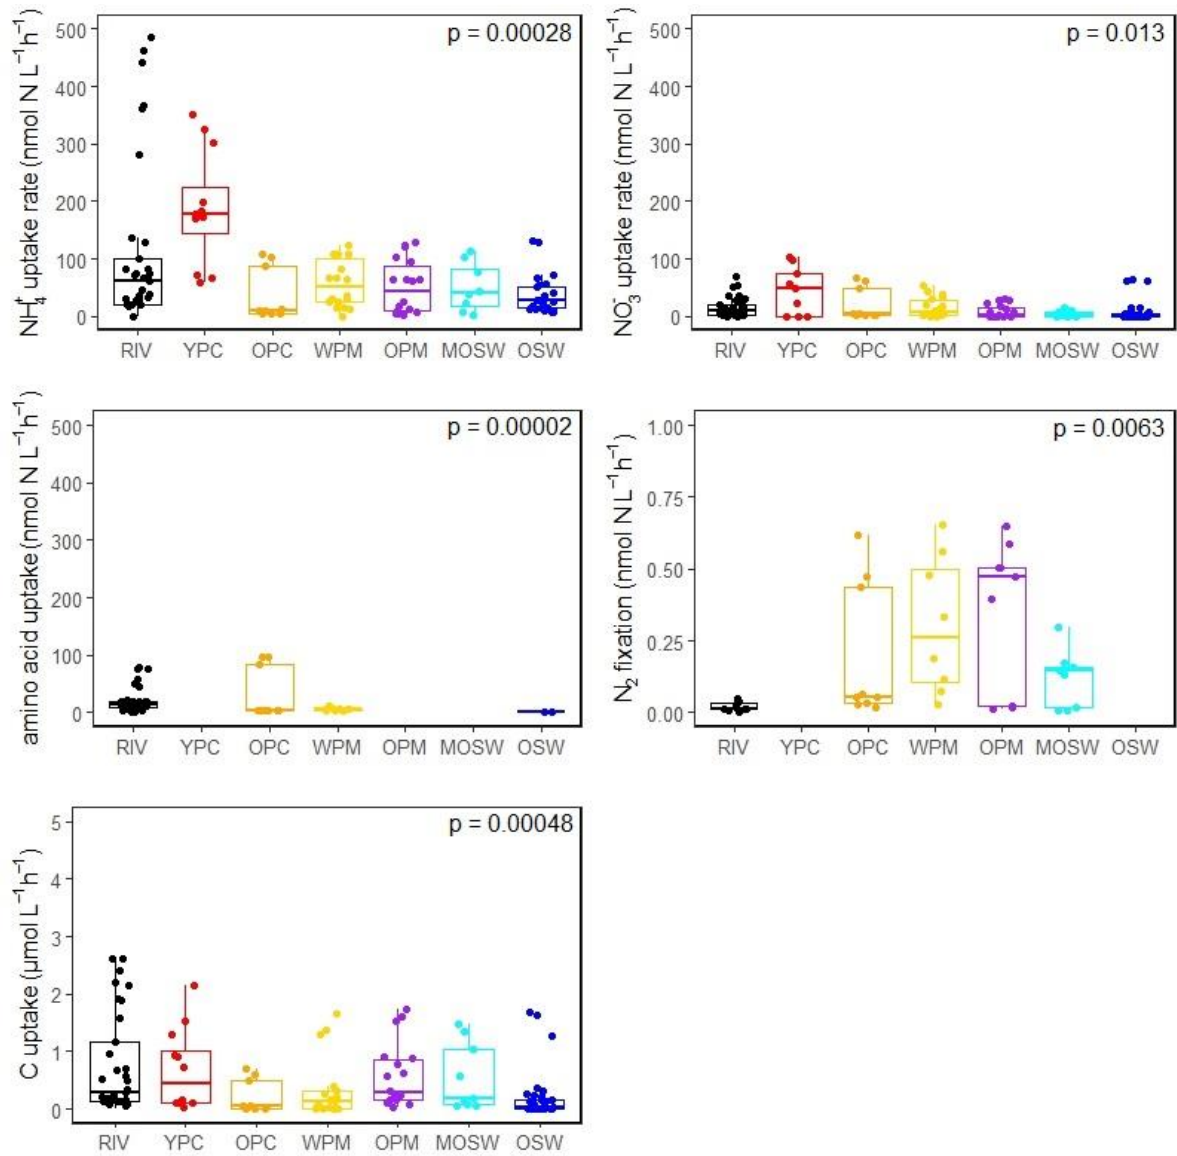 NH₄⁺ uptake rate (nmol N L⁻¹h⁻¹)
500
400
300
200
100
0
p = 0.00028
RIV YPC OPC WPM OPM MOSW OSW
NO₃⁻ uptake rate (nmol N L⁻¹h⁻¹)
500
400
300
200
100
0
p = 0.013
RIV YPC OPC WPM OPM MOSW OSW
amino acid uptake (nmol N L⁻¹h⁻¹)
500
400
300
200
100
0
p = 0.00002
RIV YPC OPC WPM OPM MOSW OSW
N₂ fixation (nmol N L⁻¹h⁻¹)
1.00
0.75
0.50
0.25
0.00
p = 0.0063
RIV YPC OPC WPM OPM MOSW OSW
C uptake (µmol L⁻¹h⁻¹)
5
4
3
2
1
0
p = 0.00048
RIV YPC OPC WPM OPM MOSW OSW